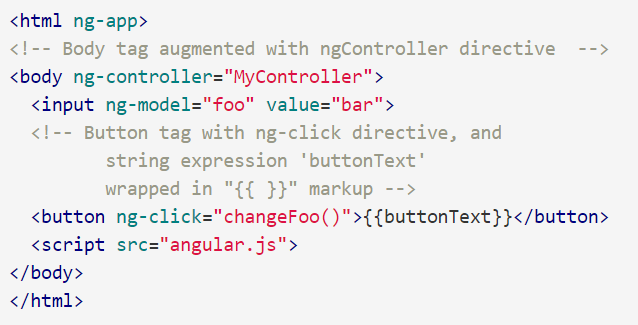 <html ng-app>
<!-- Body tag augmented with ngController directive  -->
<body ng-controller="MyController">
  <input ng-model="foo" value="bar">
  <!-- Button tag with ng-click directive, and
        string expression 'buttonText'
        wrapped in "{{ }}" markup -->
  <button ng-click="changeFoo()">{{buttonText}}</button>
  <script src="angular.js">
</body>
</html>